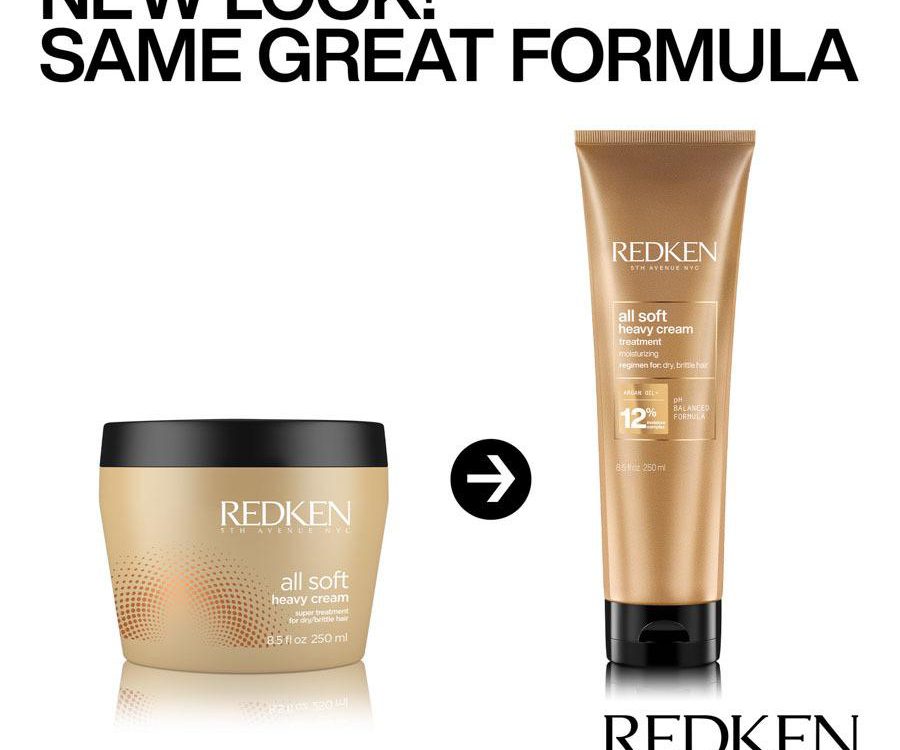 NEW LOOK!
SAME GREAT FORMULA
REDKEN
5TH AVENUE NYC
all soft
heavy cream
treatment
moisturizing
regimen for: dry, brittle hair
ARGAN OIL+
12%
moisture
complex
pH
BALANCED
FORMULA
8.5 fl oz 250 ml
REDKEN
5TH AVENUE NYC
all soft
heavy cream
super treatment
for dry/brittle hair
8.5 fl oz 250 ml
REDKEN